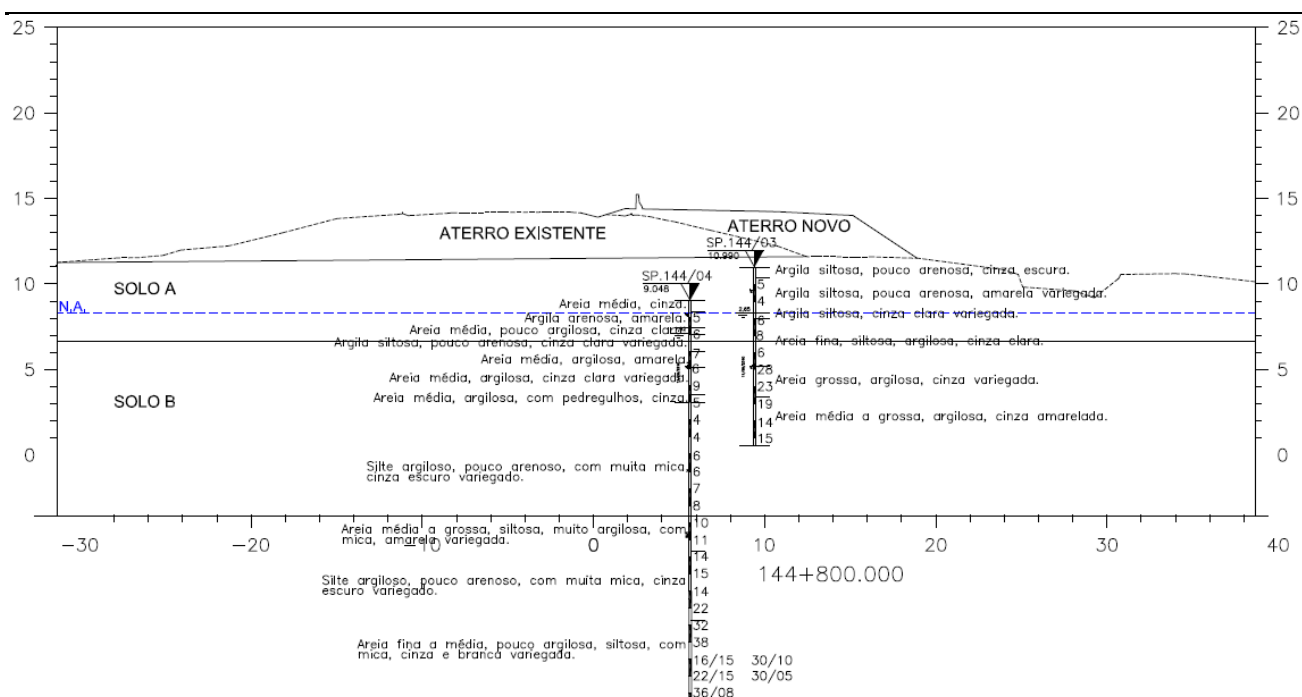 25
25
20
20
15
15
ATERRO EXISTENTE
ATERRO NOVO
SP.144/03
10.990
Argila siltosa, pouco arenosa, cinza escura.
SP.144/04
9.048
10
10
SOLO A
5
Argila siltosa, pouca arenosa, amarela variegada.
4
N.A.
Areia média, cinza.
Argila siltosa, cinza clara variegada.
6
Argila arenosa, amarela.
5
8
Areia média, pouco argilosa, cinza clara
6
Argila siltosa, pouco arenosa, cinza clara variegada.
Areia fina, siltosa, argilosa, cinza clara.
6
Areia média, argilosa, amarela
7
5
5
28
Areia média, argilosa, cinza clara variegada
6
Areia grossa, argilosa, cinza variegada.
23
9
Areia média, argilosa, com pedregulhos, cinza
5
19
SOLO B
Areia média a grossa, argilosa, cinza amarelada.
4
14
4
15
0
0
6
Silte argiloso, pouco arenoso, com muita mica,
cinza escuro variegado.
6
7
8
Areia média a grossa, siltosa, muito argilosa, com
mica, amarela variegada.
10
11
-30
-20
-10
0
10
20
30
40
14
144+800.000
15
Silte argiloso, pouco arenoso, com muita mica, cinza
escuro variegado.
14
22
32
Areia fina a média, pouco argilosa, siltosa, com
mica, cinza e branca variegada.
38
16/15 30/10
22/15 30/05
36/08